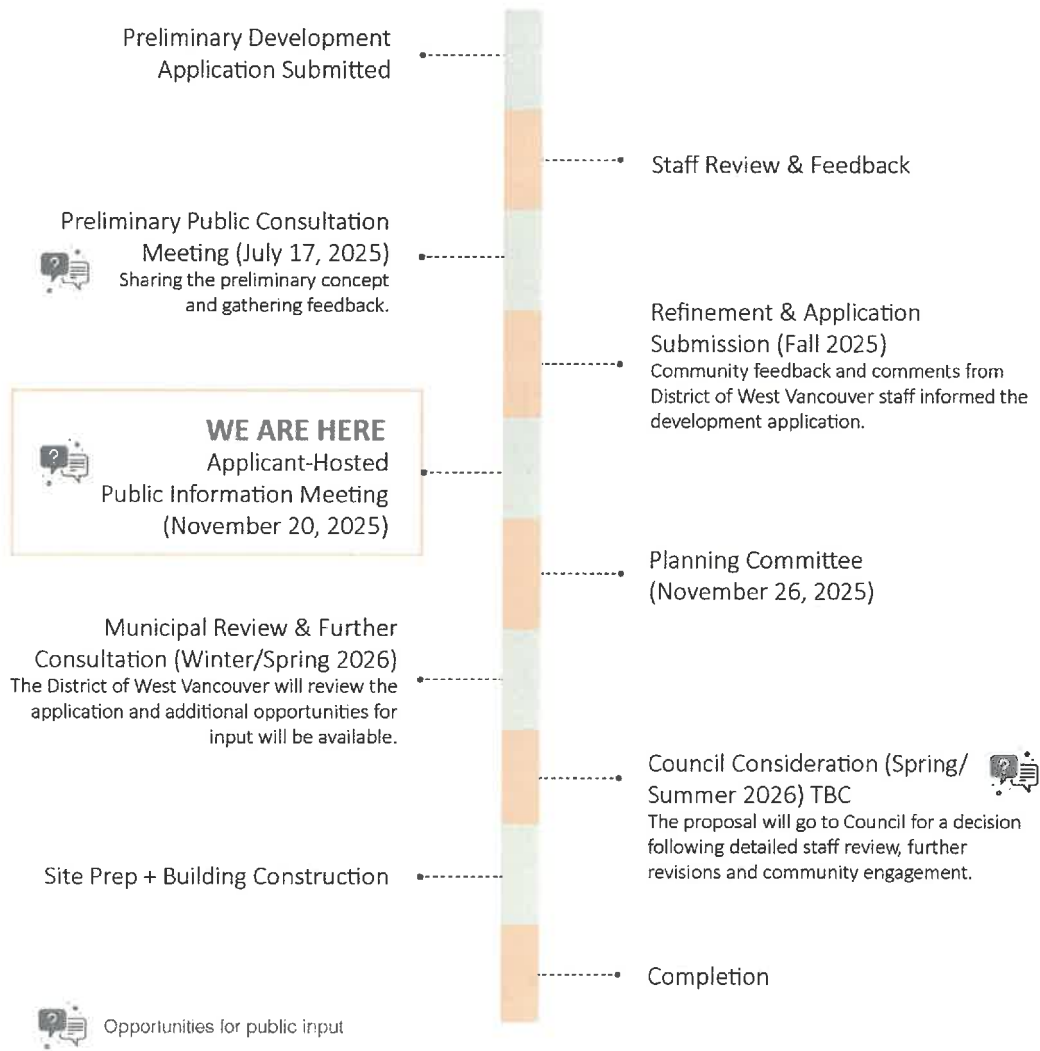 Preliminary Development
Application Submitted
Staff Review & Feedback
Preliminary Public Consultation
Meeting (July 17, 2025)
Sharing the preliminary concept
and gathering feedback.
Refinement & Application
Submission (Fall 2025)
Community feedback and comments from
District of West Vancouver staff informed the
development application.
WE ARE HERE
Applicant-Hosted
Public Information Meeting
(November 20, 2025)
Planning Committee
(November 26, 2025)
Municipal Review & Further
Consultation (Winter/Spring 2026)
The District of West Vancouver will review the
application and additional opportunities for
input will be available.
Council Consideration (Spring/
Summer 2026) TBC
The proposal will go to Council for a decision
following detailed staff review, further
revisions and community engagement.
Site Prep + Building Construction
Completion
Opportunities for public input